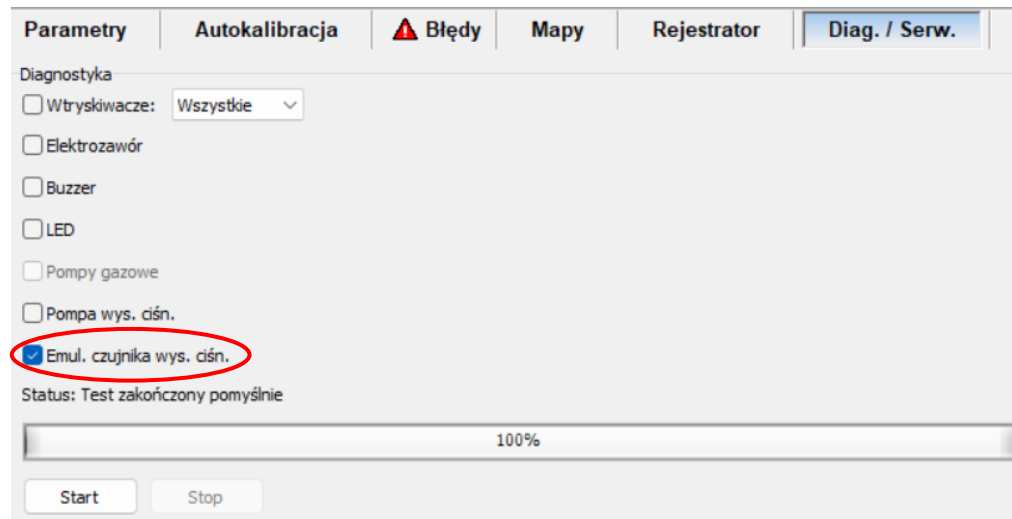 Parametry Autokalibracja Błędy Mapy Rejestrator Diag. / Serw.
Diagnostyka
Wtryskiwacze: Wszystkie
Elektrozawór
Buzzer
LED
Pompy gazowe
Pompa wys. ciśn.
Emul. czujnika wys. ciśn.
Status: Test zakończony pomyślnie
100%
Start Stop